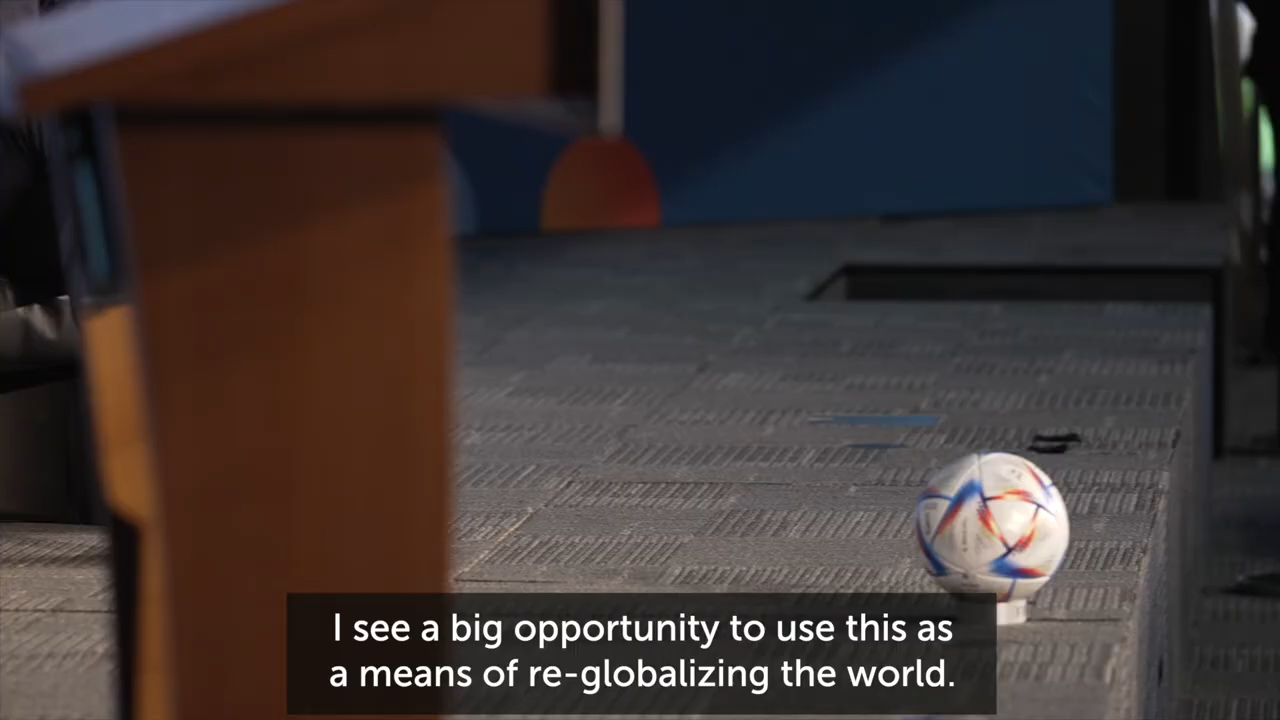 I see a big opportunity to use this as
a means of re-globalizing the world.